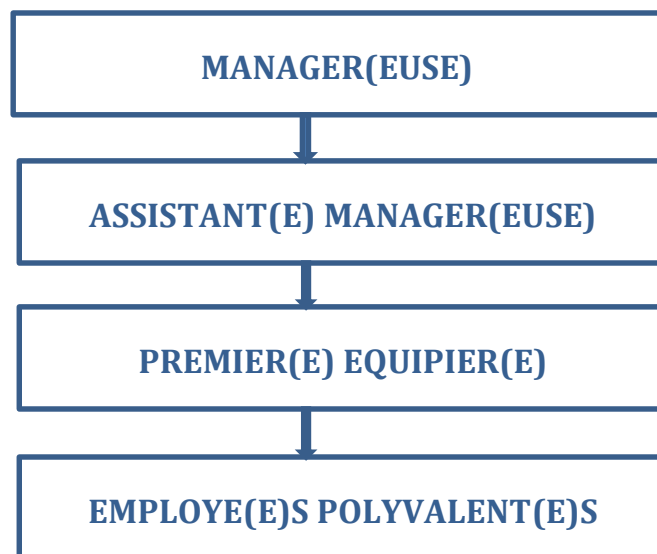 MANAGER(EUSE)
ASSISTANT(E) MANAGER(EUSE)
PREMIER(E) EQUIPIER(E)
EMPLOYE(E)S POLYVALENT(E)S